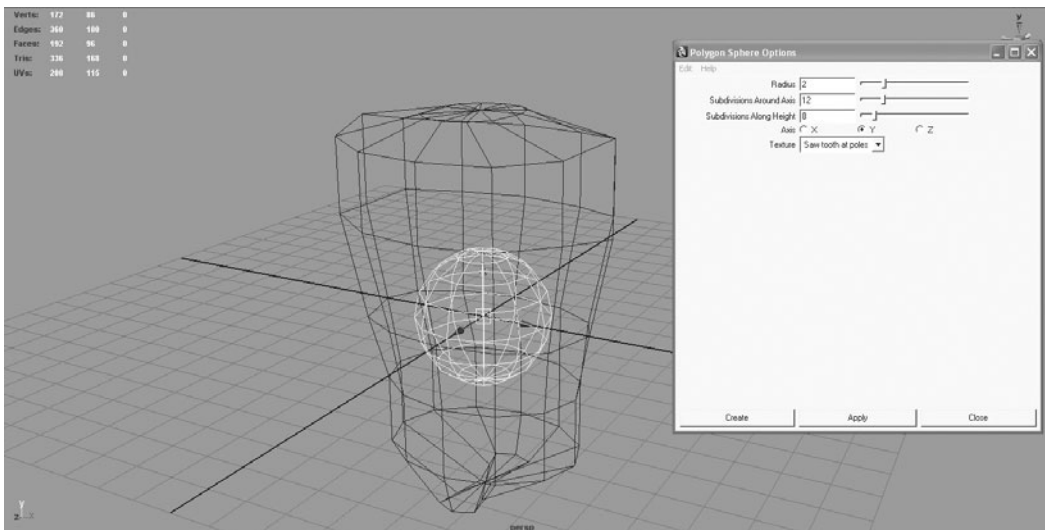 Verts: 172 86 0
Edges: 360 180 0
Faces: 192 96 0
Tris: 336 168 0
UVs: 280 115 0
Y
Polygon Sphere Options
Edit Help
Radius 2
Subdivisions Around Axis 12
Subdivisions Along Height 8
Axis X Y Z
Texture Saw tooth at poles
Create Apply Close
Y
Z X
persp